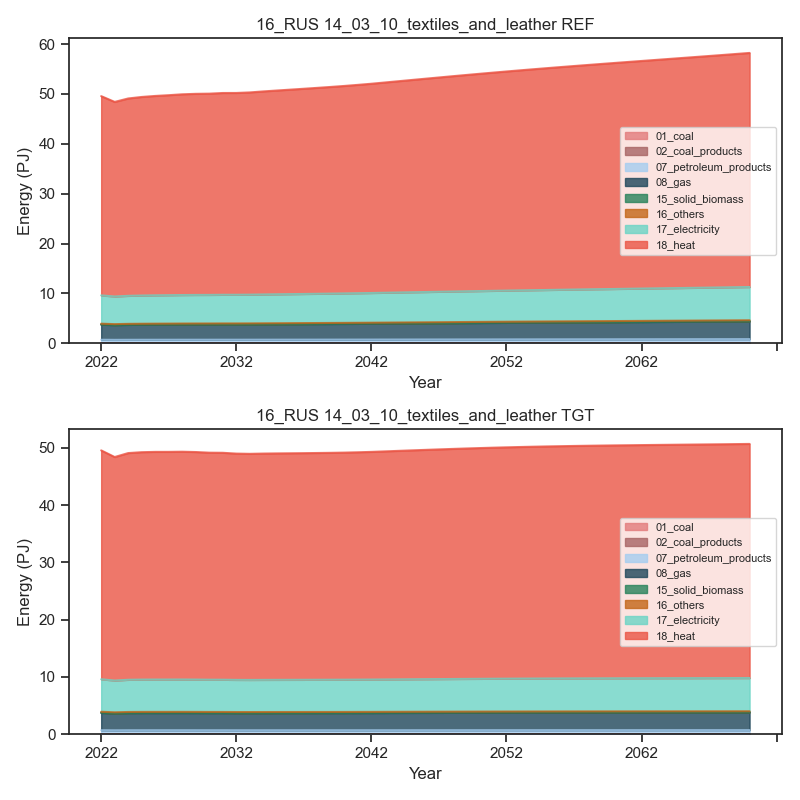 16_RUS 14_03_10_textiles_and_leather REF
60
50
40
30
20
10
0
Energy (PJ)
01_coal
02_coal_products
07_petroleum_products
08_gas
15_solid_biomass
16_others
17_electricity
18_heat
2022 2032 2042 2052 2062
Year
16_RUS 14_03_10_textiles_and_leather TGT
50
40
30
20
10
0
Energy (PJ)
01_coal
02_coal_products
07_petroleum_products
08_gas
15_solid_biomass
16_others
17_electricity
18_heat
2022 2032 2042 2052 2062
Year